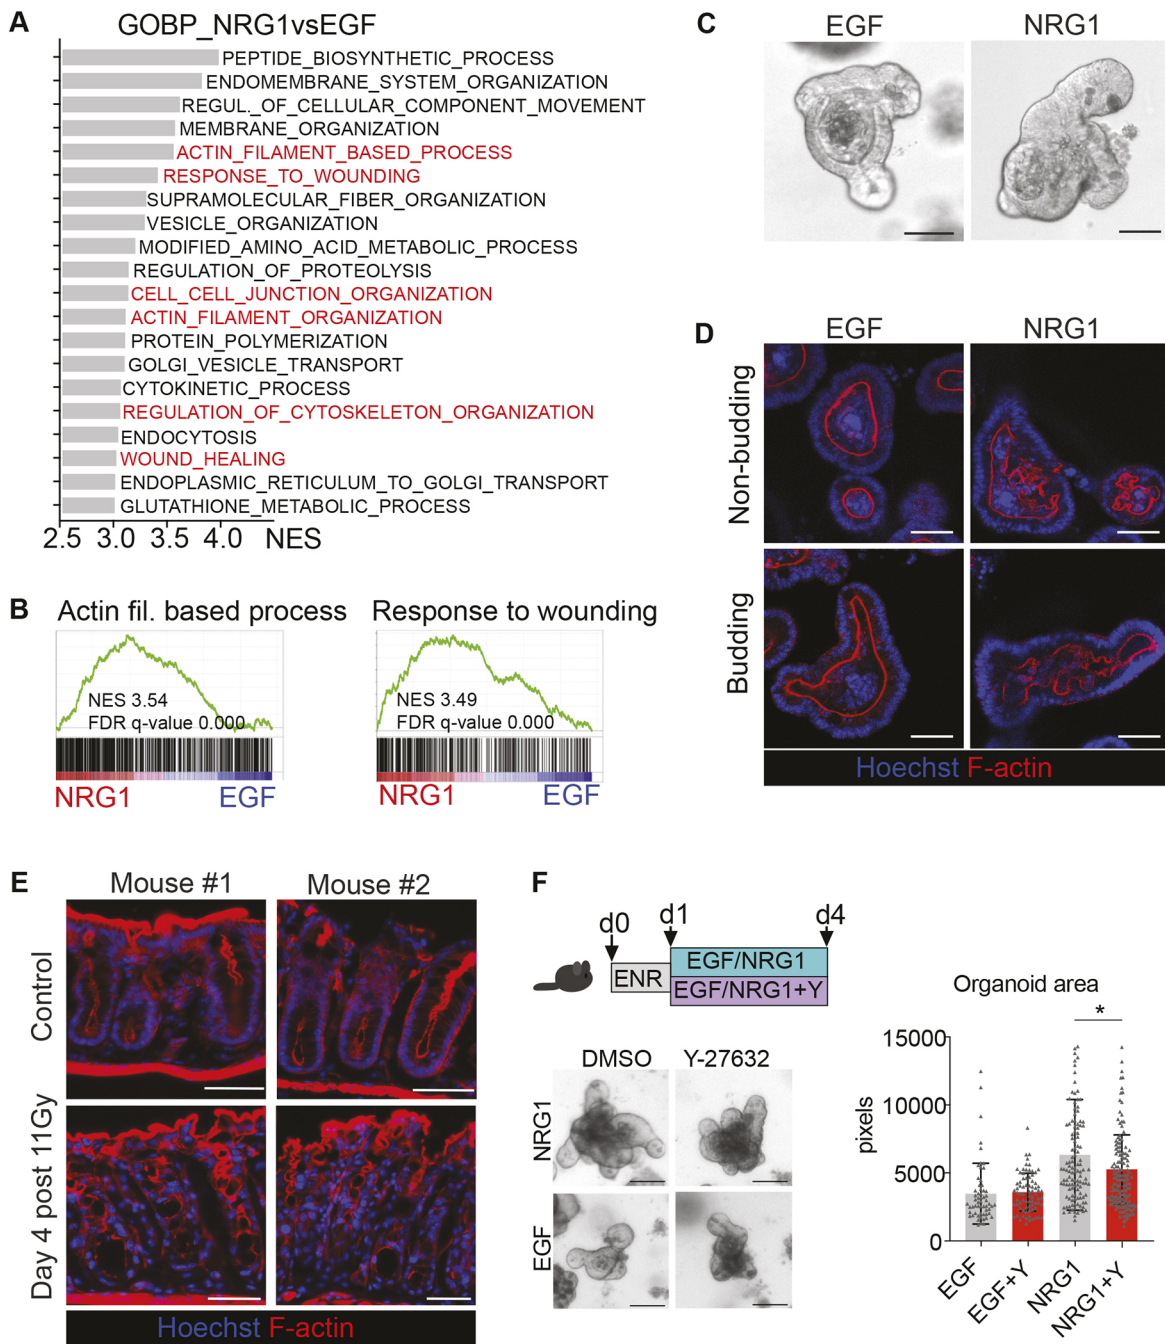 A
GOBP_NRG1vsEGF
PEPTIDE_BIOSYNTHETIC_PROCESS
ENDOMEMBRANE_SYSTEM_ORGANIZATION
REGUL._OF_CELLULAR_COMPONENT_MOVEMENT
MEMBRANE_ORGANIZATION
ACTIN_FILAMENT_BASED_PROCESS
RESPONSE_TO_WOUNDING
SUPRAMOLECULAR_FIBER_ORGANIZATION
VESICLE_ORGANIZATION
MODIFIED_AMINO_ACID_METABOLIC_PROCESS
REGULATION_OF_PROTEOLYSIS
CELL_CELL_JUNCTION_ORGANIZATION
ACTIN_FILAMENT_ORGANIZATION
PROTEIN_POLYMERIZATION
GOLGI_VESICLE_TRANSPORT
CYTOKINETIC_PROCESS
REGULATION_OF_CYTOSKELETON_ORGANIZATION
ENDOCYTOSIS
WOUND_HEALING
ENDOPLASMIC_RETICULUM_TO_GOLGI_TRANSPORT
GLUTATHIONE_METABOLIC_PROCESS
2.5 3.0 3.5 4.0 NES
B
Actin fil. based process
NES 3.54
FDR q-value 0.000
NRG1 EGF
Response to wounding
NES 3.49
FDR q-value 0.000
NRG1 EGF
C
EGF NRG1
D
EGF NRG1
Non-budding
Budding
Hoechst F-actin
E
Mouse #1 Mouse #2
Control
Day 4 post 11Gy
Hoechst F-actin
F
d0 d1 d4
ENR
EGF/NRG1
EGF/NRG1+Y
DMSO Y-27632
NRG1
EGF
Organoid area
*
pixels
15000
10000
5000
0
EGF
EGF+Y
NRG1
NRG1+Y